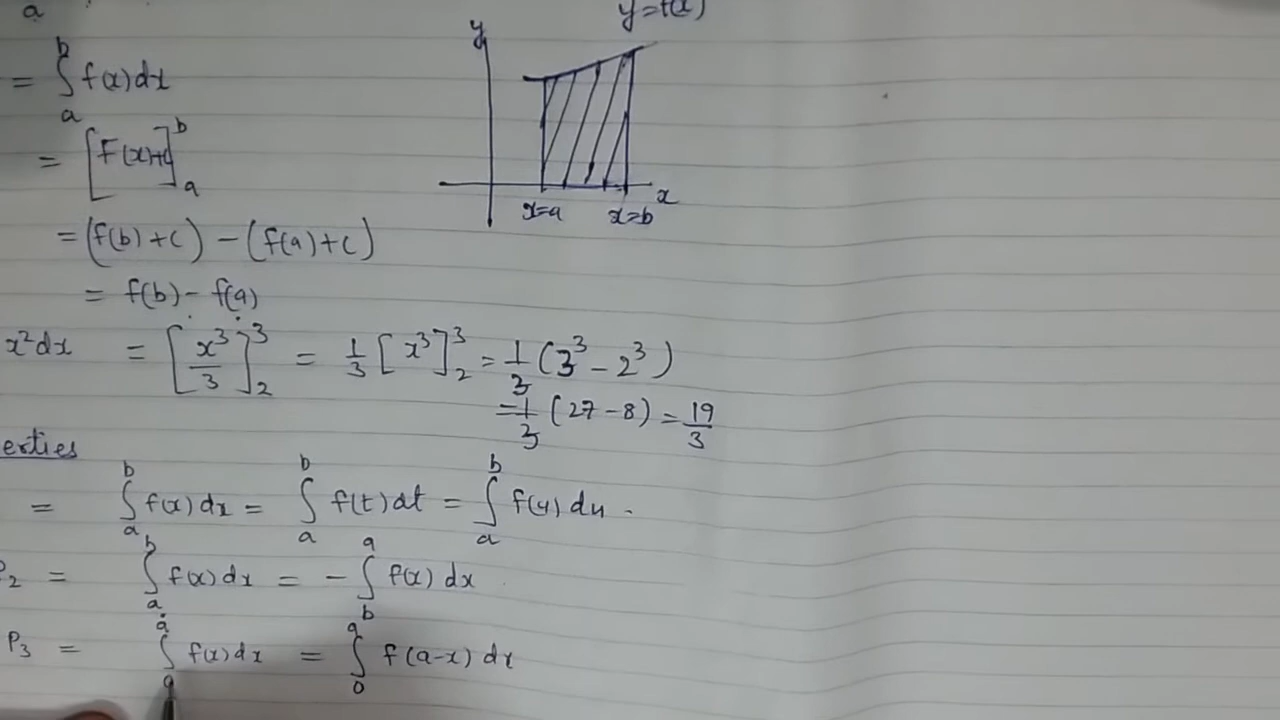 a
y=f(x)
= ∫_a^b f(x)dx
y
= [F(x)+c]_a^b
x
x=a x=b
= (f(b)+c) - (f(a)+c)
= f(b) - f(a)
x²dx = [x³/3]_2^3 = 1/3 [x³]_2^3 = 1/3 (3³ - 2³)
= 1/3 (27-8) = 19/3
erties
= ∫_a^b f(x)dx = ∫_a^b f(t)dt = ∫_a^b f(u)du .
P₂ = ∫_a^b f(x)dx = - ∫_b^a f(x)dx
P₃ = ∫_0^a f(x)dx = ∫_0^a f(a-x)dx